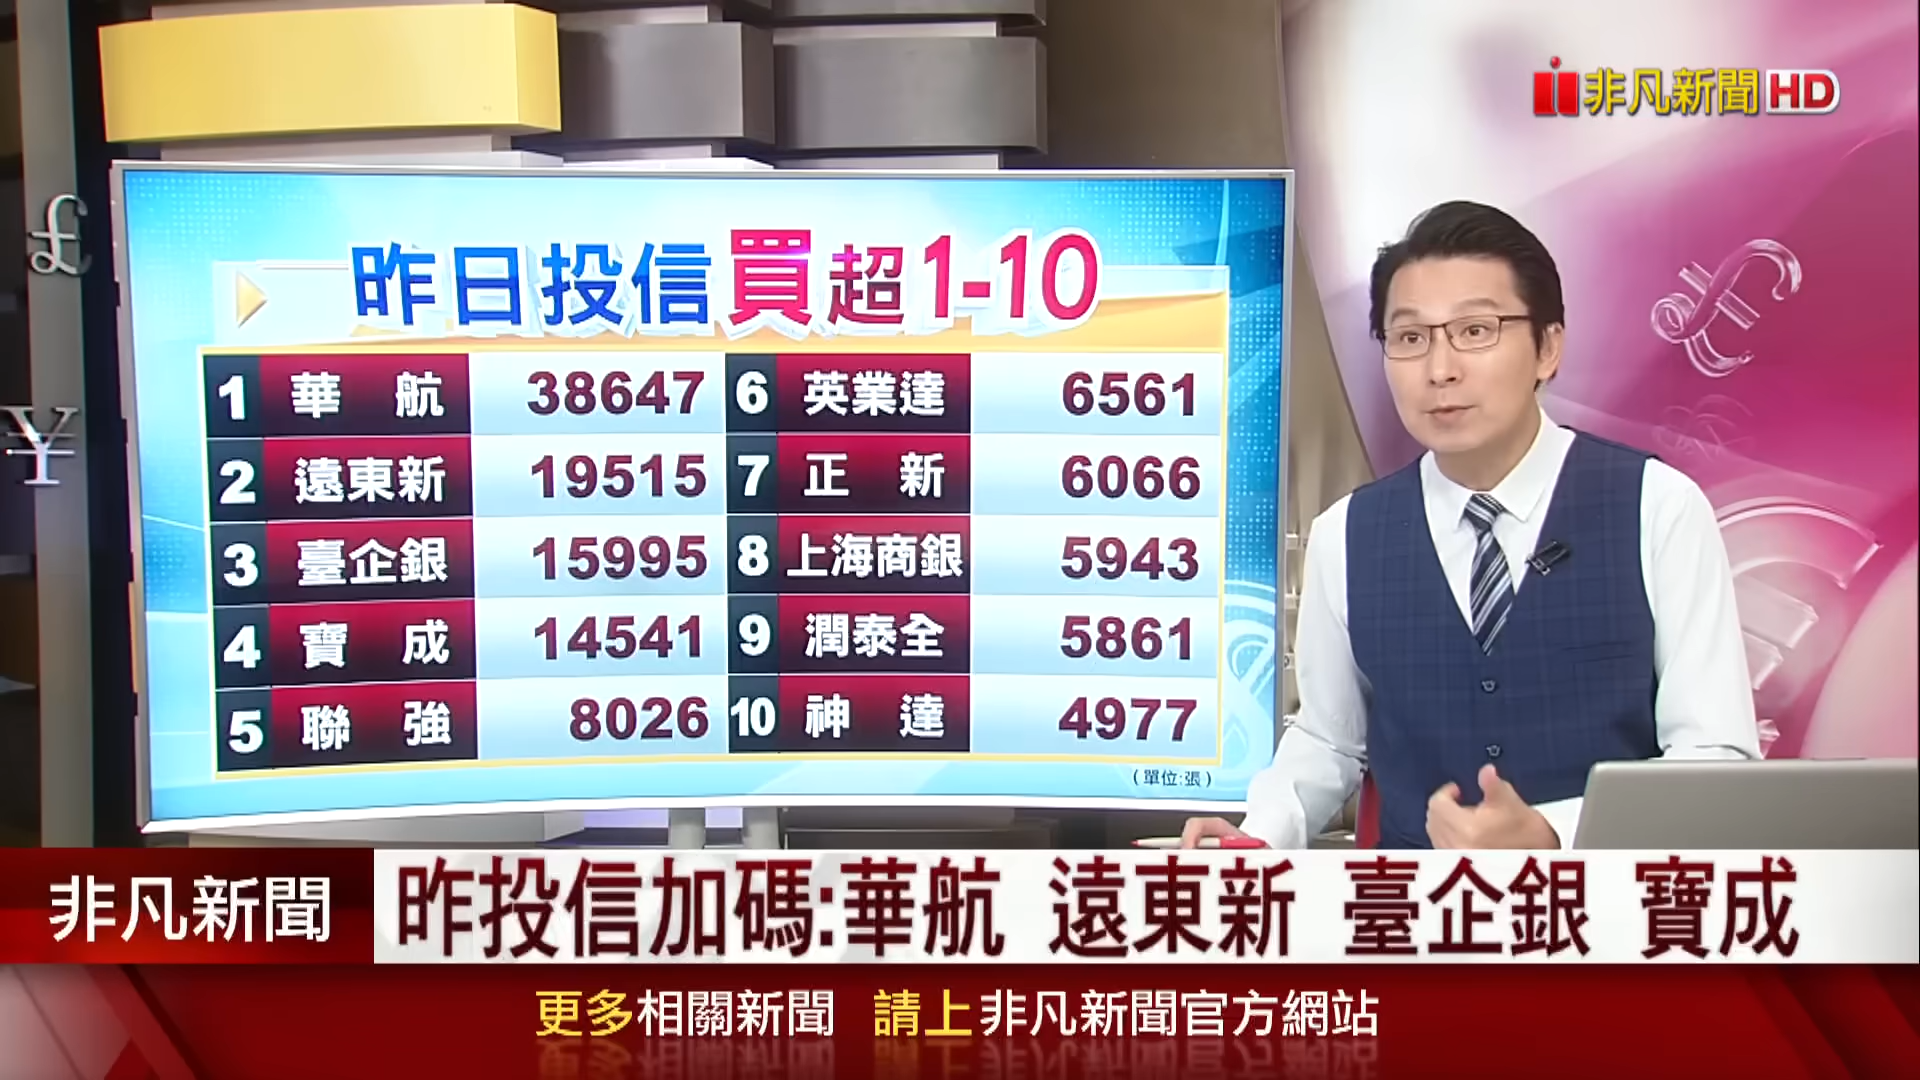 非凡新聞HD
昨日投信買超1-10
1 華航 38647
2 遠東新 19515
3 臺企銀 15995
4 寶成 14541
5 聯強 8026
6 英業達 6561
7 正新 6066
8 上海商銀 5943
9 潤泰全 5861
10 神達 4977
(單位:張)
非凡新聞
昨投信加碼:華航 遠東新 臺企銀 寶成
更多相關新聞 請上非凡新聞官方網站